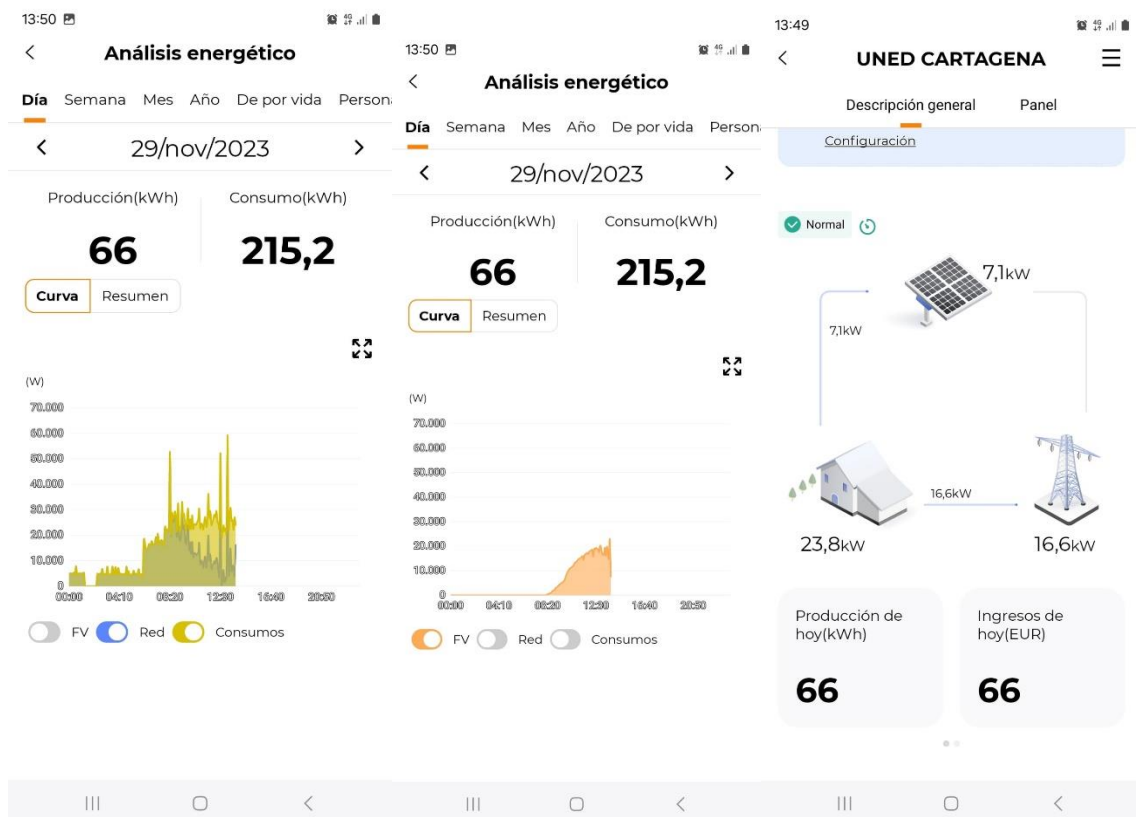 13:50
4G
Análisis energético
Día Semana Mes Año De por vida Person
29/nov/2023
Producción(kWh) Consumo(kWh)
66 215,2
Curva Resumen
(W)
70.000
60.000
50.000
40.000
30.000
20.000
10.000
0
00:00 04:10 08:20 12:30 16:40 20:50
FV Red Consumos
13:50
4G
Análisis energético
Día Semana Mes Año De por vida Person
29/nov/2023
Producción(kWh) Consumo(kWh)
66 215,2
Curva Resumen
(W)
70.000
60.000
50.000
40.000
30.000
20.000
10.000
0
00:00 04:10 08:20 12:30 16:40 20:50
FV Red Consumos
13:49
4G
UNED CARTAGENA
Descripción general Panel
Configuración
Normal
7,1kW
7,1kW
16,6kW
23,8kW 16,6kW
Producción de Ingresos de
hoy(kWh) hoy(EUR)
66 66